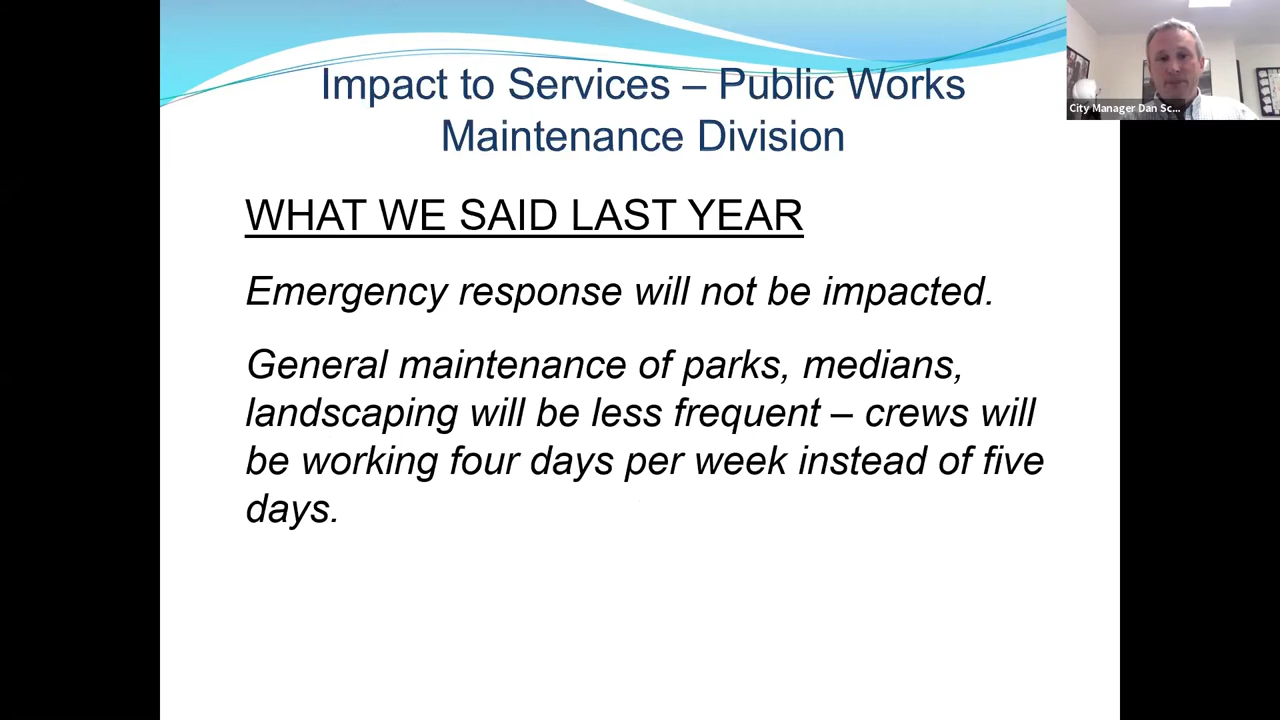 Impact to Services – Public Works
Maintenance Division
City Manager Dan Sc...
WHAT WE SAID LAST YEAR
Emergency response will not be impacted.
General maintenance of parks, medians,
landscaping will be less frequent – crews will
be working four days per week instead of five
days.